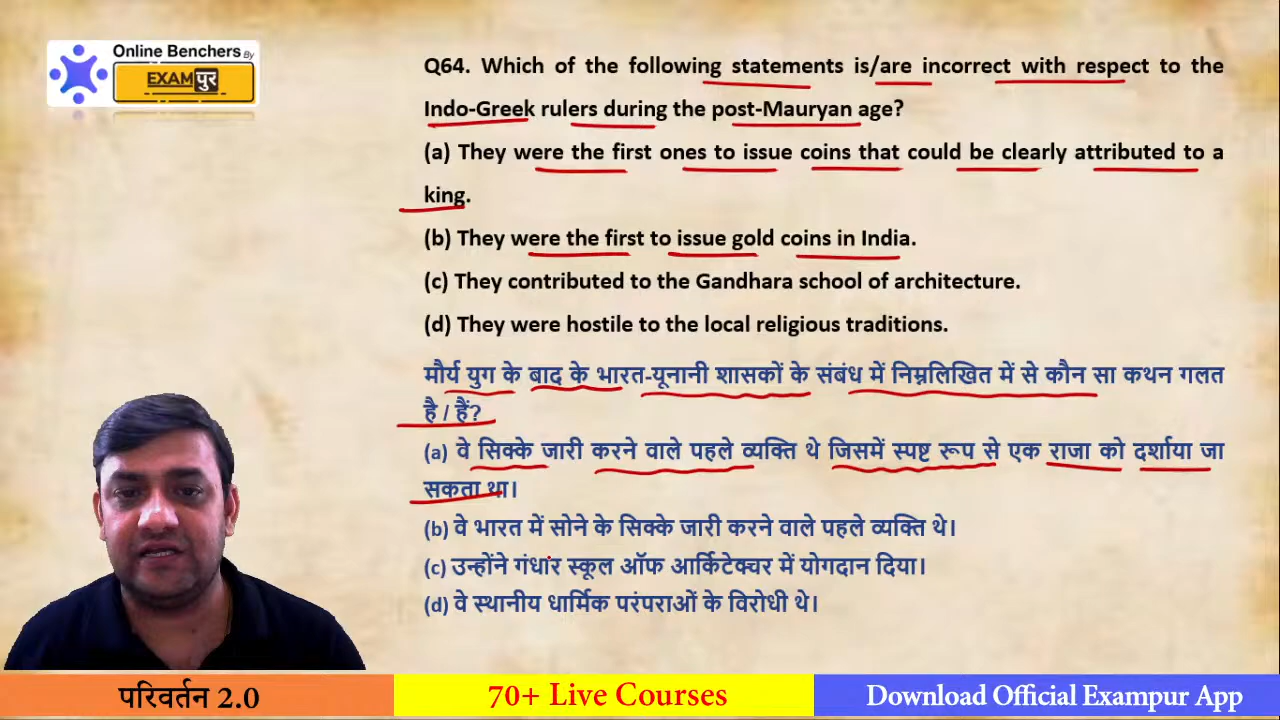 Online Benchers By
EXAMपुर
Q64. Which of the following statements is/are incorrect with respect to the
Indo-Greek rulers during the post-Mauryan age?
(a) They were the first ones to issue coins that could be clearly attributed to a
king.
(b) They were the first to issue gold coins in India.
(c) They contributed to the Gandhara school of architecture.
(d) They were hostile to the local religious traditions.
मौर्य युग के बाद के भारत-यूनानी शासकों के संबंध में निम्नलिखित में से कौन सा कथन गलत
है / हैं?
(a) वे सिक्के जारी करने वाले पहले व्यक्ति थे जिसमें स्पष्ट रूप से एक राजा को दर्शाया जा
सकता था।
(b) वे भारत में सोने के सिक्के जारी करने वाले पहले व्यक्ति थे।
(c) उन्होंने गंधार स्कूल ऑफ आर्किटेक्चर में योगदान दिया।
(d) वे स्थानीय धार्मिक परंपराओं के विरोधी थे।
परिवर्तन 2.0
70+ Live Courses
Download Official Exampur App